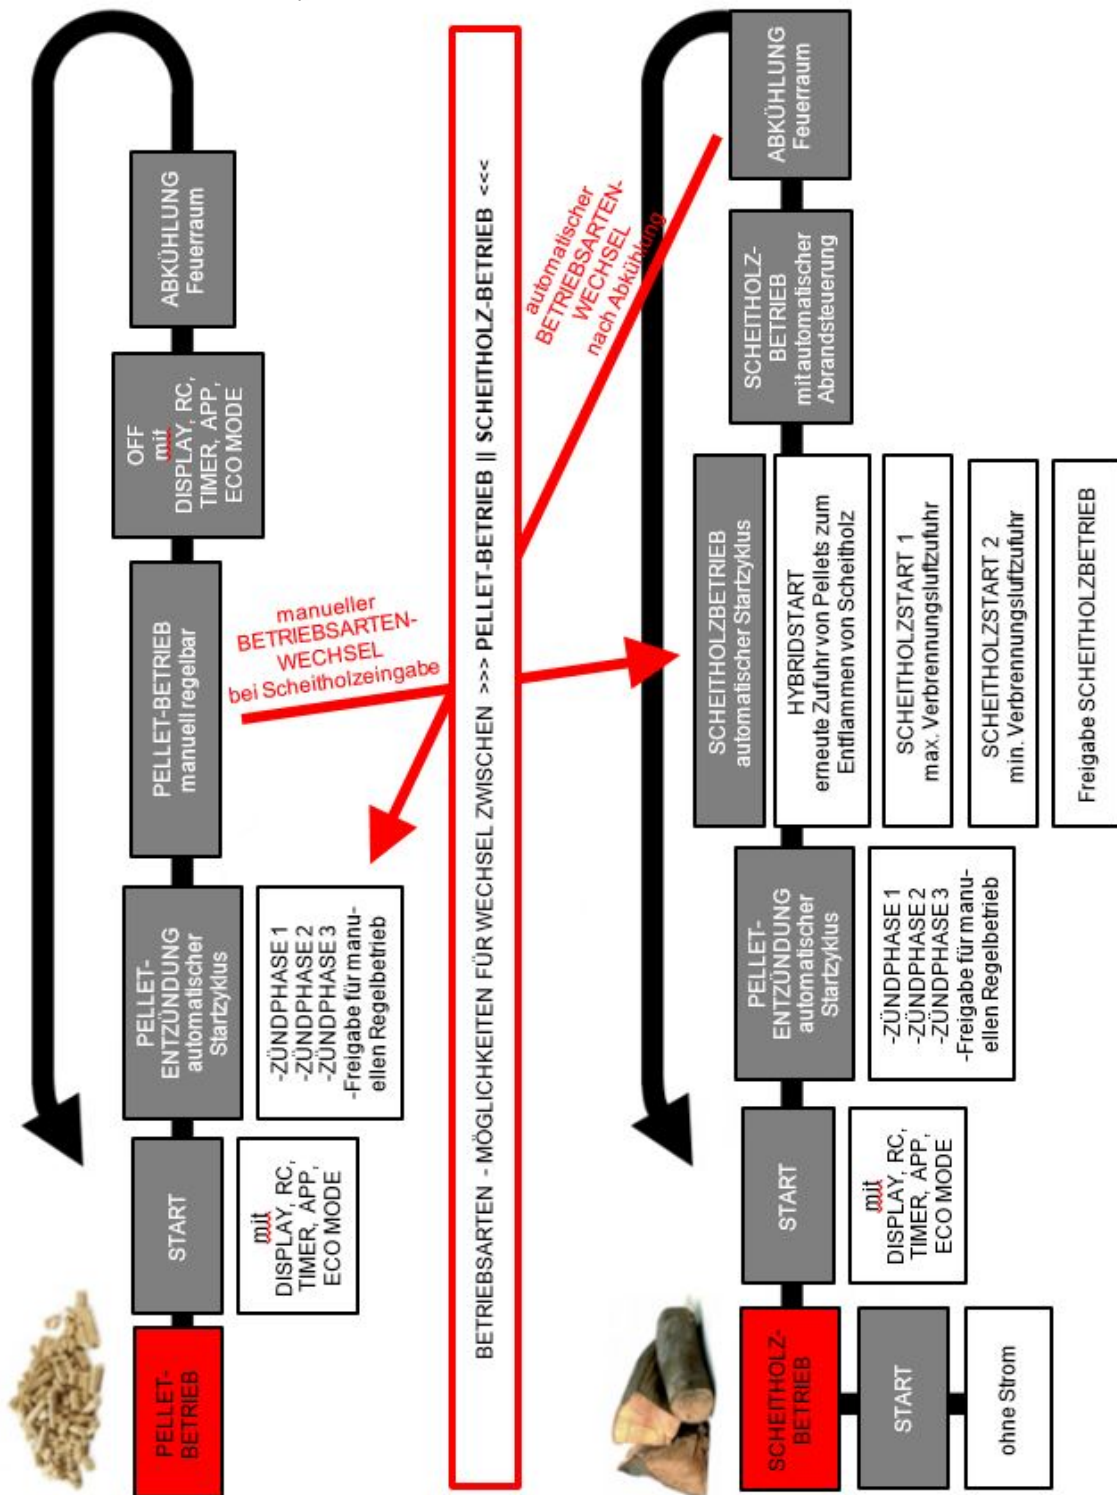 PELLET-
BETRIEB
START
mit
DISPLAY, RC,
TIMER, APP,
ECO MODE
PELLET-
ENTZÜNDUNG
automatischer
Startzyklus
-ZÜNDPHASE 1
-ZÜNDPHASE 2
-ZÜNDPHASE 3
-Freigabe für manu-
ellen Regelbetrieb
PELLET-BETRIEB
manuell regelbar
OFF
mit
DISPLAY, RC,
TIMER, APP,
ECO MODE
ABKÜHLUNG
Feuerraum
manueller
BETRIEBSARTEN-
WECHSEL
bei Scheitholzeingabe
BETRIEBSARTEN - MÖGLICHKEITEN FÜR WECHSEL ZWISCHEN >>> PELLET-BETRIEB || SCHEITHOLZ-BETRIEB <<<
automatischer
BETRIEBSARTEN-
WECHSEL
nach Abkühlung
SCHEITHOLZ-
BETRIEB
START
ohne Strom
START
mit
DISPLAY, RC,
TIMER, APP,
ECO MODE
PELLET-
ENTZÜNDUNG
automatischer
Startzyklus
-ZÜNDPHASE 1
-ZÜNDPHASE 2
-ZÜNDPHASE 3
-Freigabe für manu-
ellen Regelbetrieb
SCHEITHOLZBETRIEB
automatischer Startzyklus
HYBRIDSTART
erneute Zufuhr von Pellets zum
Entflammen von Scheitholz
SCHEITHOLZSTART 1
max. Verbrennungsluftzufuhr
SCHEITHOLZSTART 2
min. Verbrennungsluftzufuhr
Freigabe SCHEITHOLZBETRIEB
SCHEITHOLZ-
BETRIEB
mit automatischer
Abrandsteuerung
ABKÜHLUNG
Feuerraum